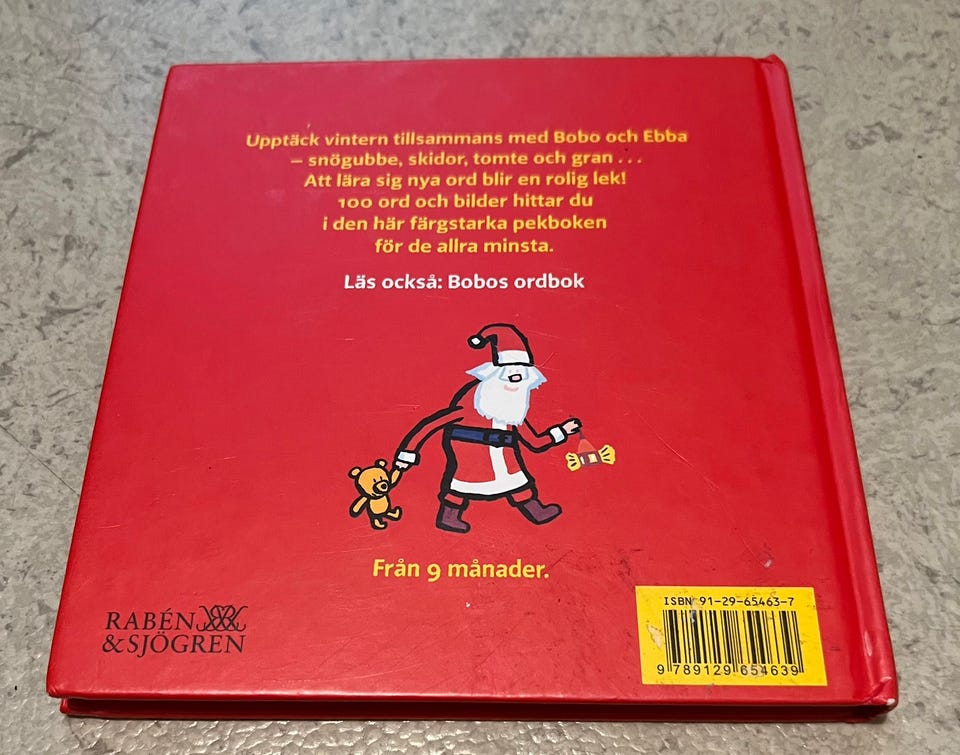 Upptäck vintern tillsammans med Bobo och Ebba
– snögubbe, skidor, tomte och gran . . .
Att lära sig nya ord blir en rolig lek!
100 ord och bilder hittar du
i den här färgstarka pekboken
för de allra minsta.
Läs också: Bobos ordbok
Från 9 månader.
RABÉN
& SJÖGREN
ISBN 91-29-65463-7
9 789129 654639